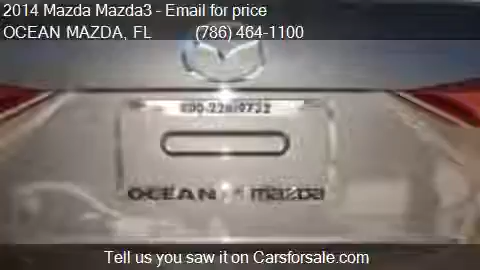 2014 Mazda Mazda3 - Email for price
OCEAN MAZDA, FL (786) 464-1100
OCEAN mazda
Tell us you saw it on Carsforsale.com